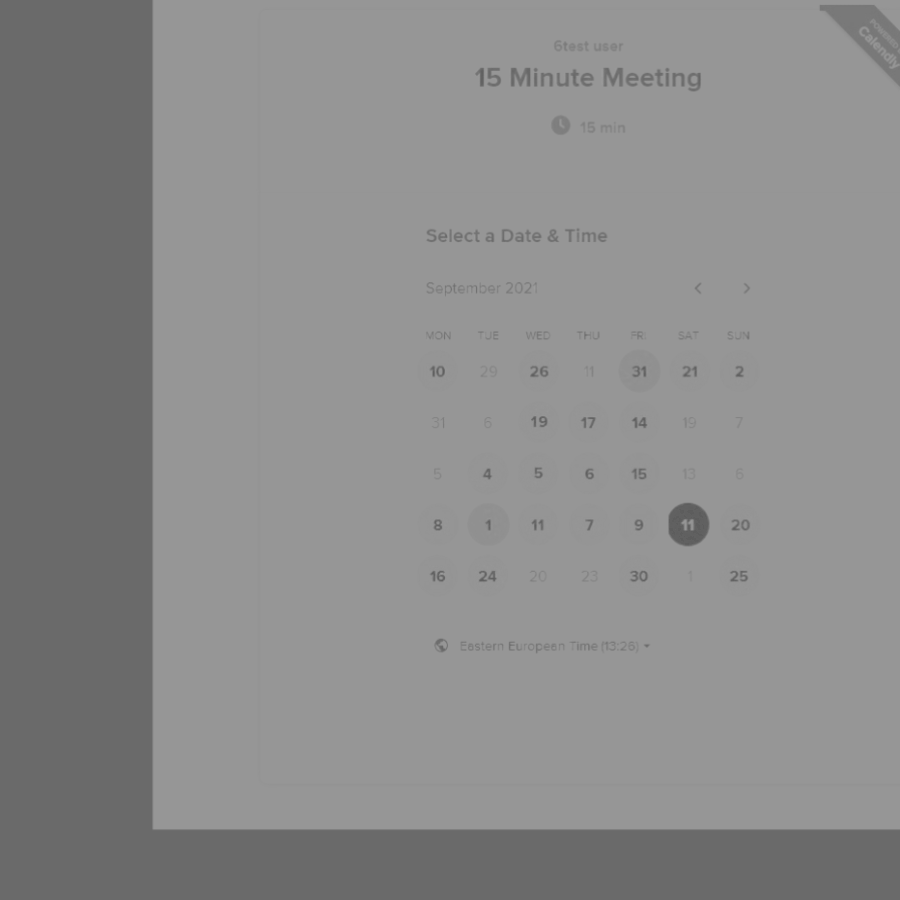 POWERED BY
Calendly
6test user
15 Minute Meeting
15 min
Select a Date & Time
September 2021
MON TUE WED THU FRI SAT SUN
10 29 26 11 31 21 2
31 6 19 17 14 19 7
5 4 5 6 15 13 6
8 1 11 7 9 11 20
16 24 20 23 30 1 25
Eastern European Time (13:26)